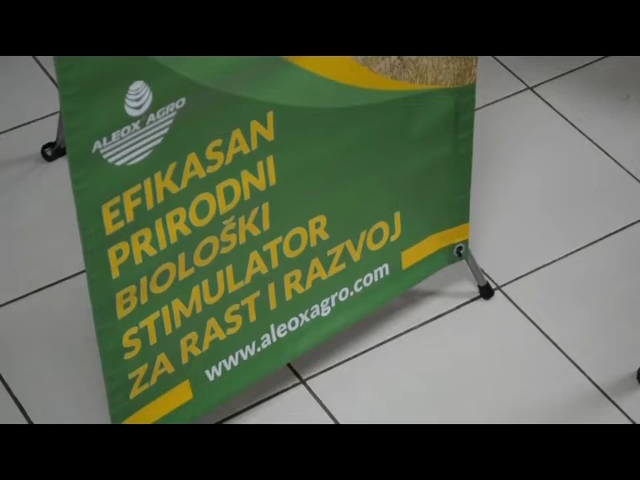 ALEOX AGRO
EFIKASAN
PRIRODNI
BIOLOŠKI
STIMULATOR
ZA RAST I RAZVOJ
www.aleoxagro.com